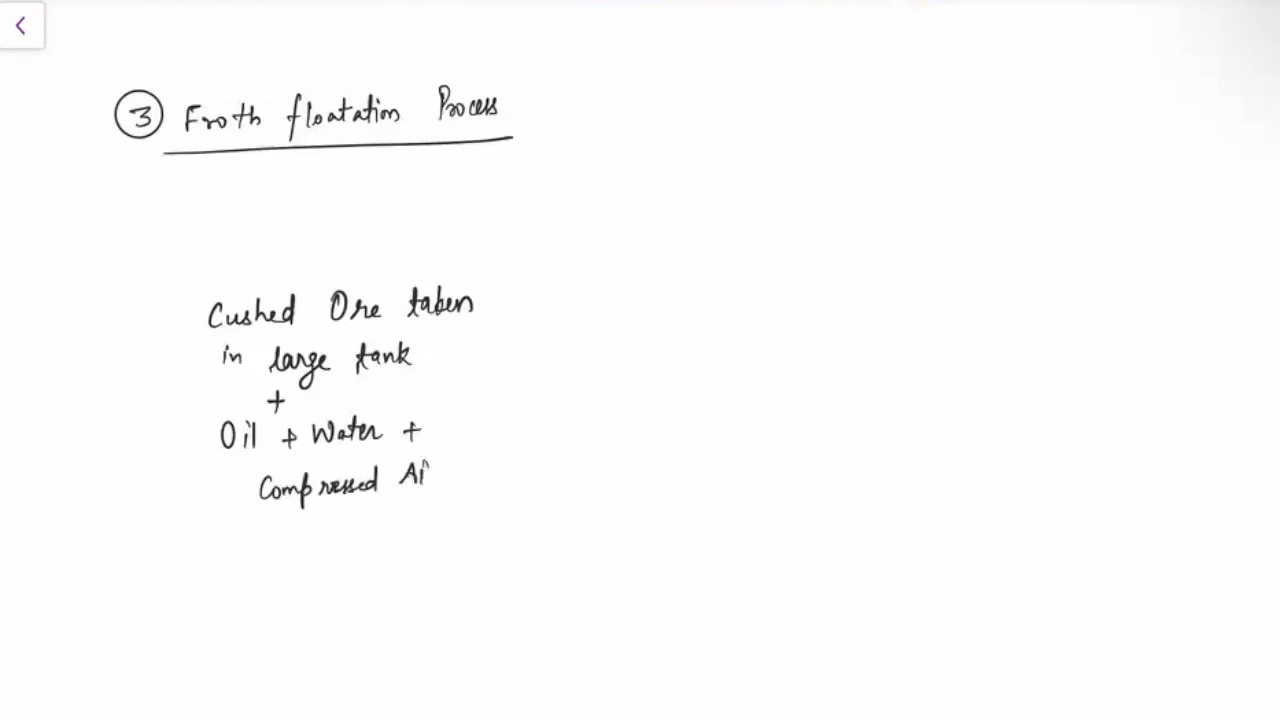 3 Froth floatation Process
Cushed Ore taken
in large tank
+
Oil + Water +
Compressed Ai